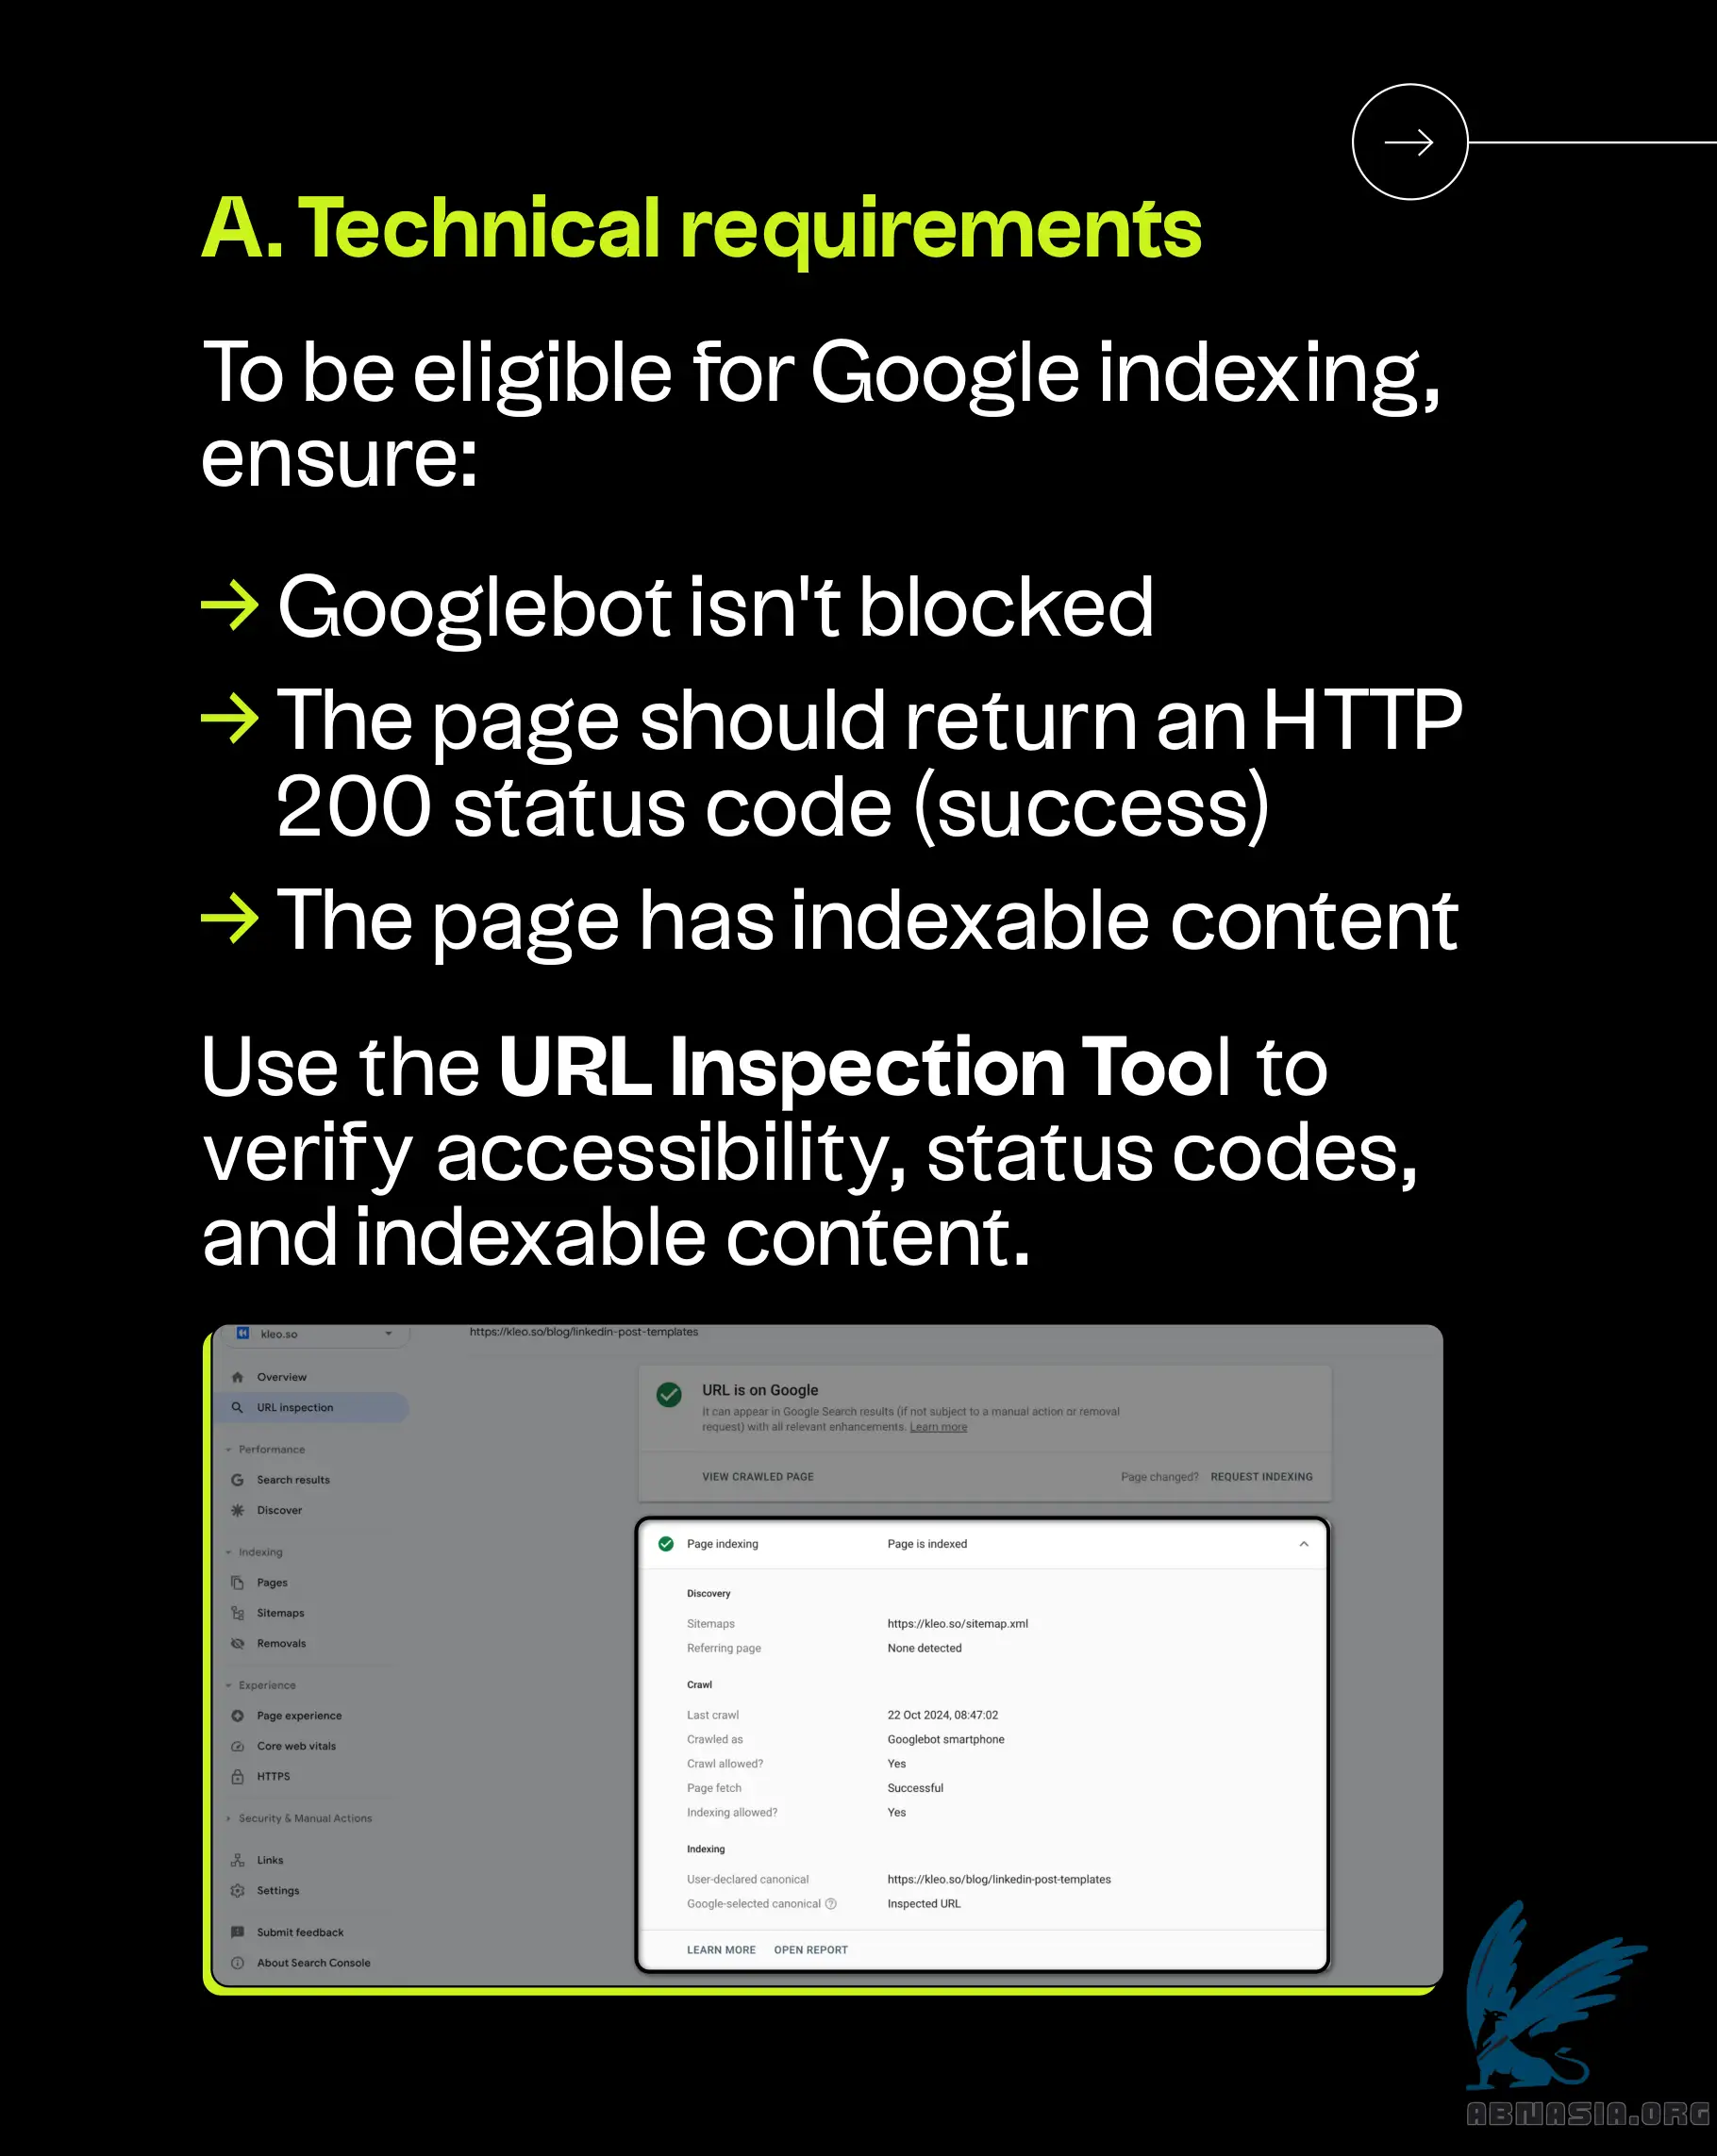 A. Technical requirements
To be eligible for Google indexing,
ensure:
Googlebot isn't blocked
The page should return an HTTP
200 status code (success)
The page has indexable content
Use the URL Inspection Tool to
verify accessibility, status codes,
and indexable content.
kleo.so
https://kleo.so/blog/linkedin-post-templates
Overview
URL inspection
Performance
Search results
Discover
Indexing
Pages
Sitemaps
Removals
Experience
Page experience
Core web vitals
HTTPS
Security & Manual Actions
Links
Settings
Submit feedback
About Search Console
URL is on Google
It can appear in Google Search results (if not subject to a manual action or removal
request) with all relevant enhancements. Learn more
VIEW CRAWLED PAGE
Page changed? REQUEST INDEXING
Page indexing Page is indexed
Discovery
Sitemaps https://kleo.so/sitemap.xml
Referring page None detected
Crawl
Last crawl 22 Oct 2024, 08:47:02
Crawled as Googlebot smartphone
Crawl allowed? Yes
Page fetch Successful
Indexing allowed? Yes
Indexing
User-declared canonical https://kleo.so/blog/linkedin-post-templates
Google-selected canonical Inspected URL
LEARN MORE OPEN REPORT
ABNASIA.ORG